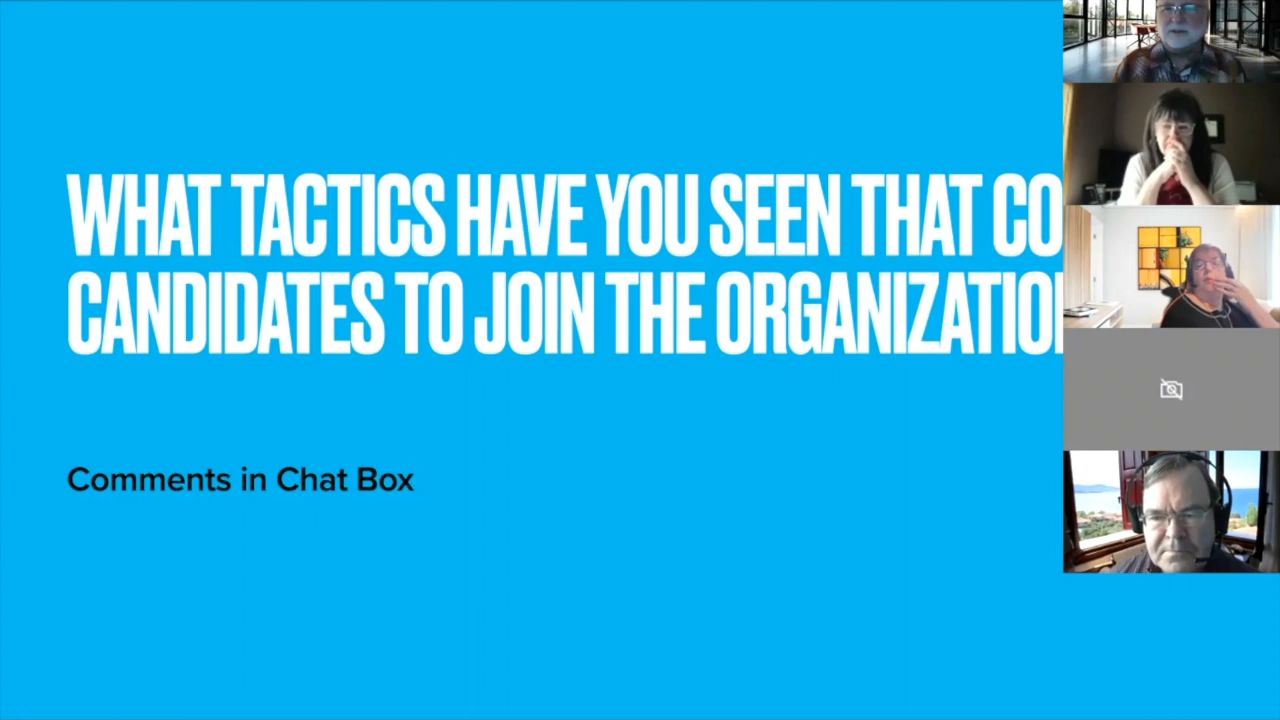 WHAT TACTICS HAVE YOU SEEN THAT CO
CANDIDATES TO JOIN THE ORGANIZATIO
Comments in Chat Box